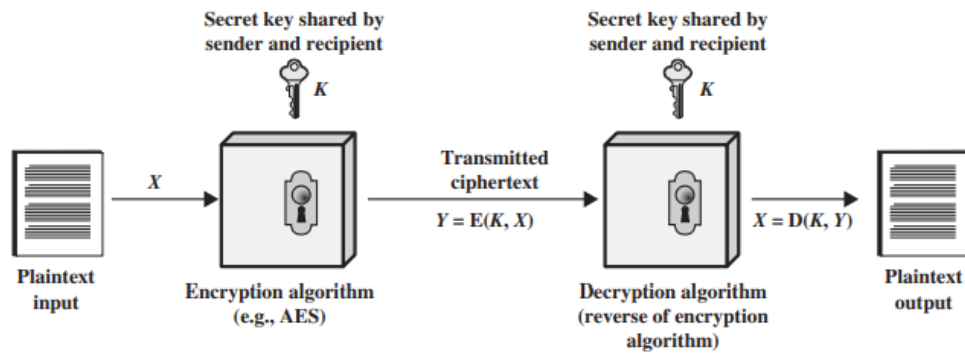 Secret key shared by
sender and recipient
K
Secret key shared by
sender and recipient
K
X
Transmitted
ciphertext
Y = E(K, X)
X = D(K, Y)
Plaintext
input
Encryption algorithm
(e.g., AES)
Decryption algorithm
(reverse of encryption
algorithm)
Plaintext
output